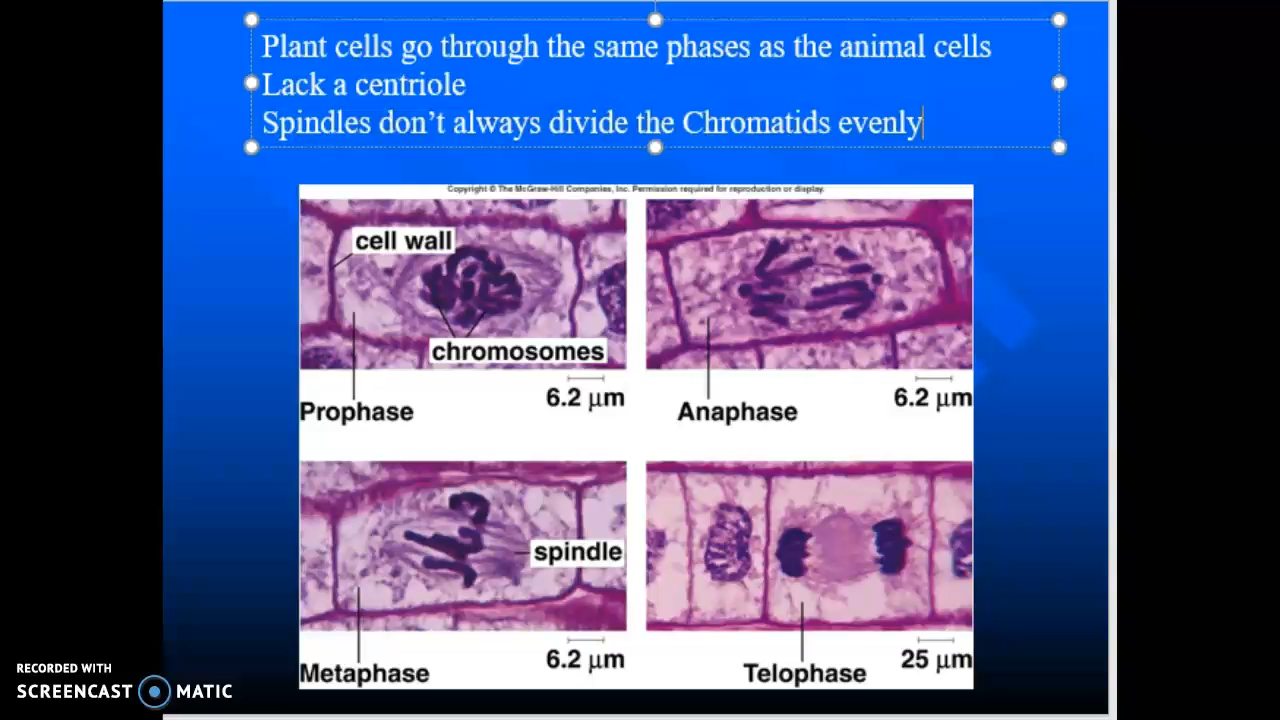 Plant cells go through the same phases as the animal cells
Lack a centriole
Spindles don’t always divide the Chromatids evenly
Copyright © The McGraw-Hill Companies, Inc. Permission required for reproduction or display.
cell wall
chromosomes
6.2 μm
Prophase
6.2 μm
Anaphase
spindle
6.2 μm
Metaphase
25 μm
Telophase
RECORDED WITH
SCREENCAST MATIC